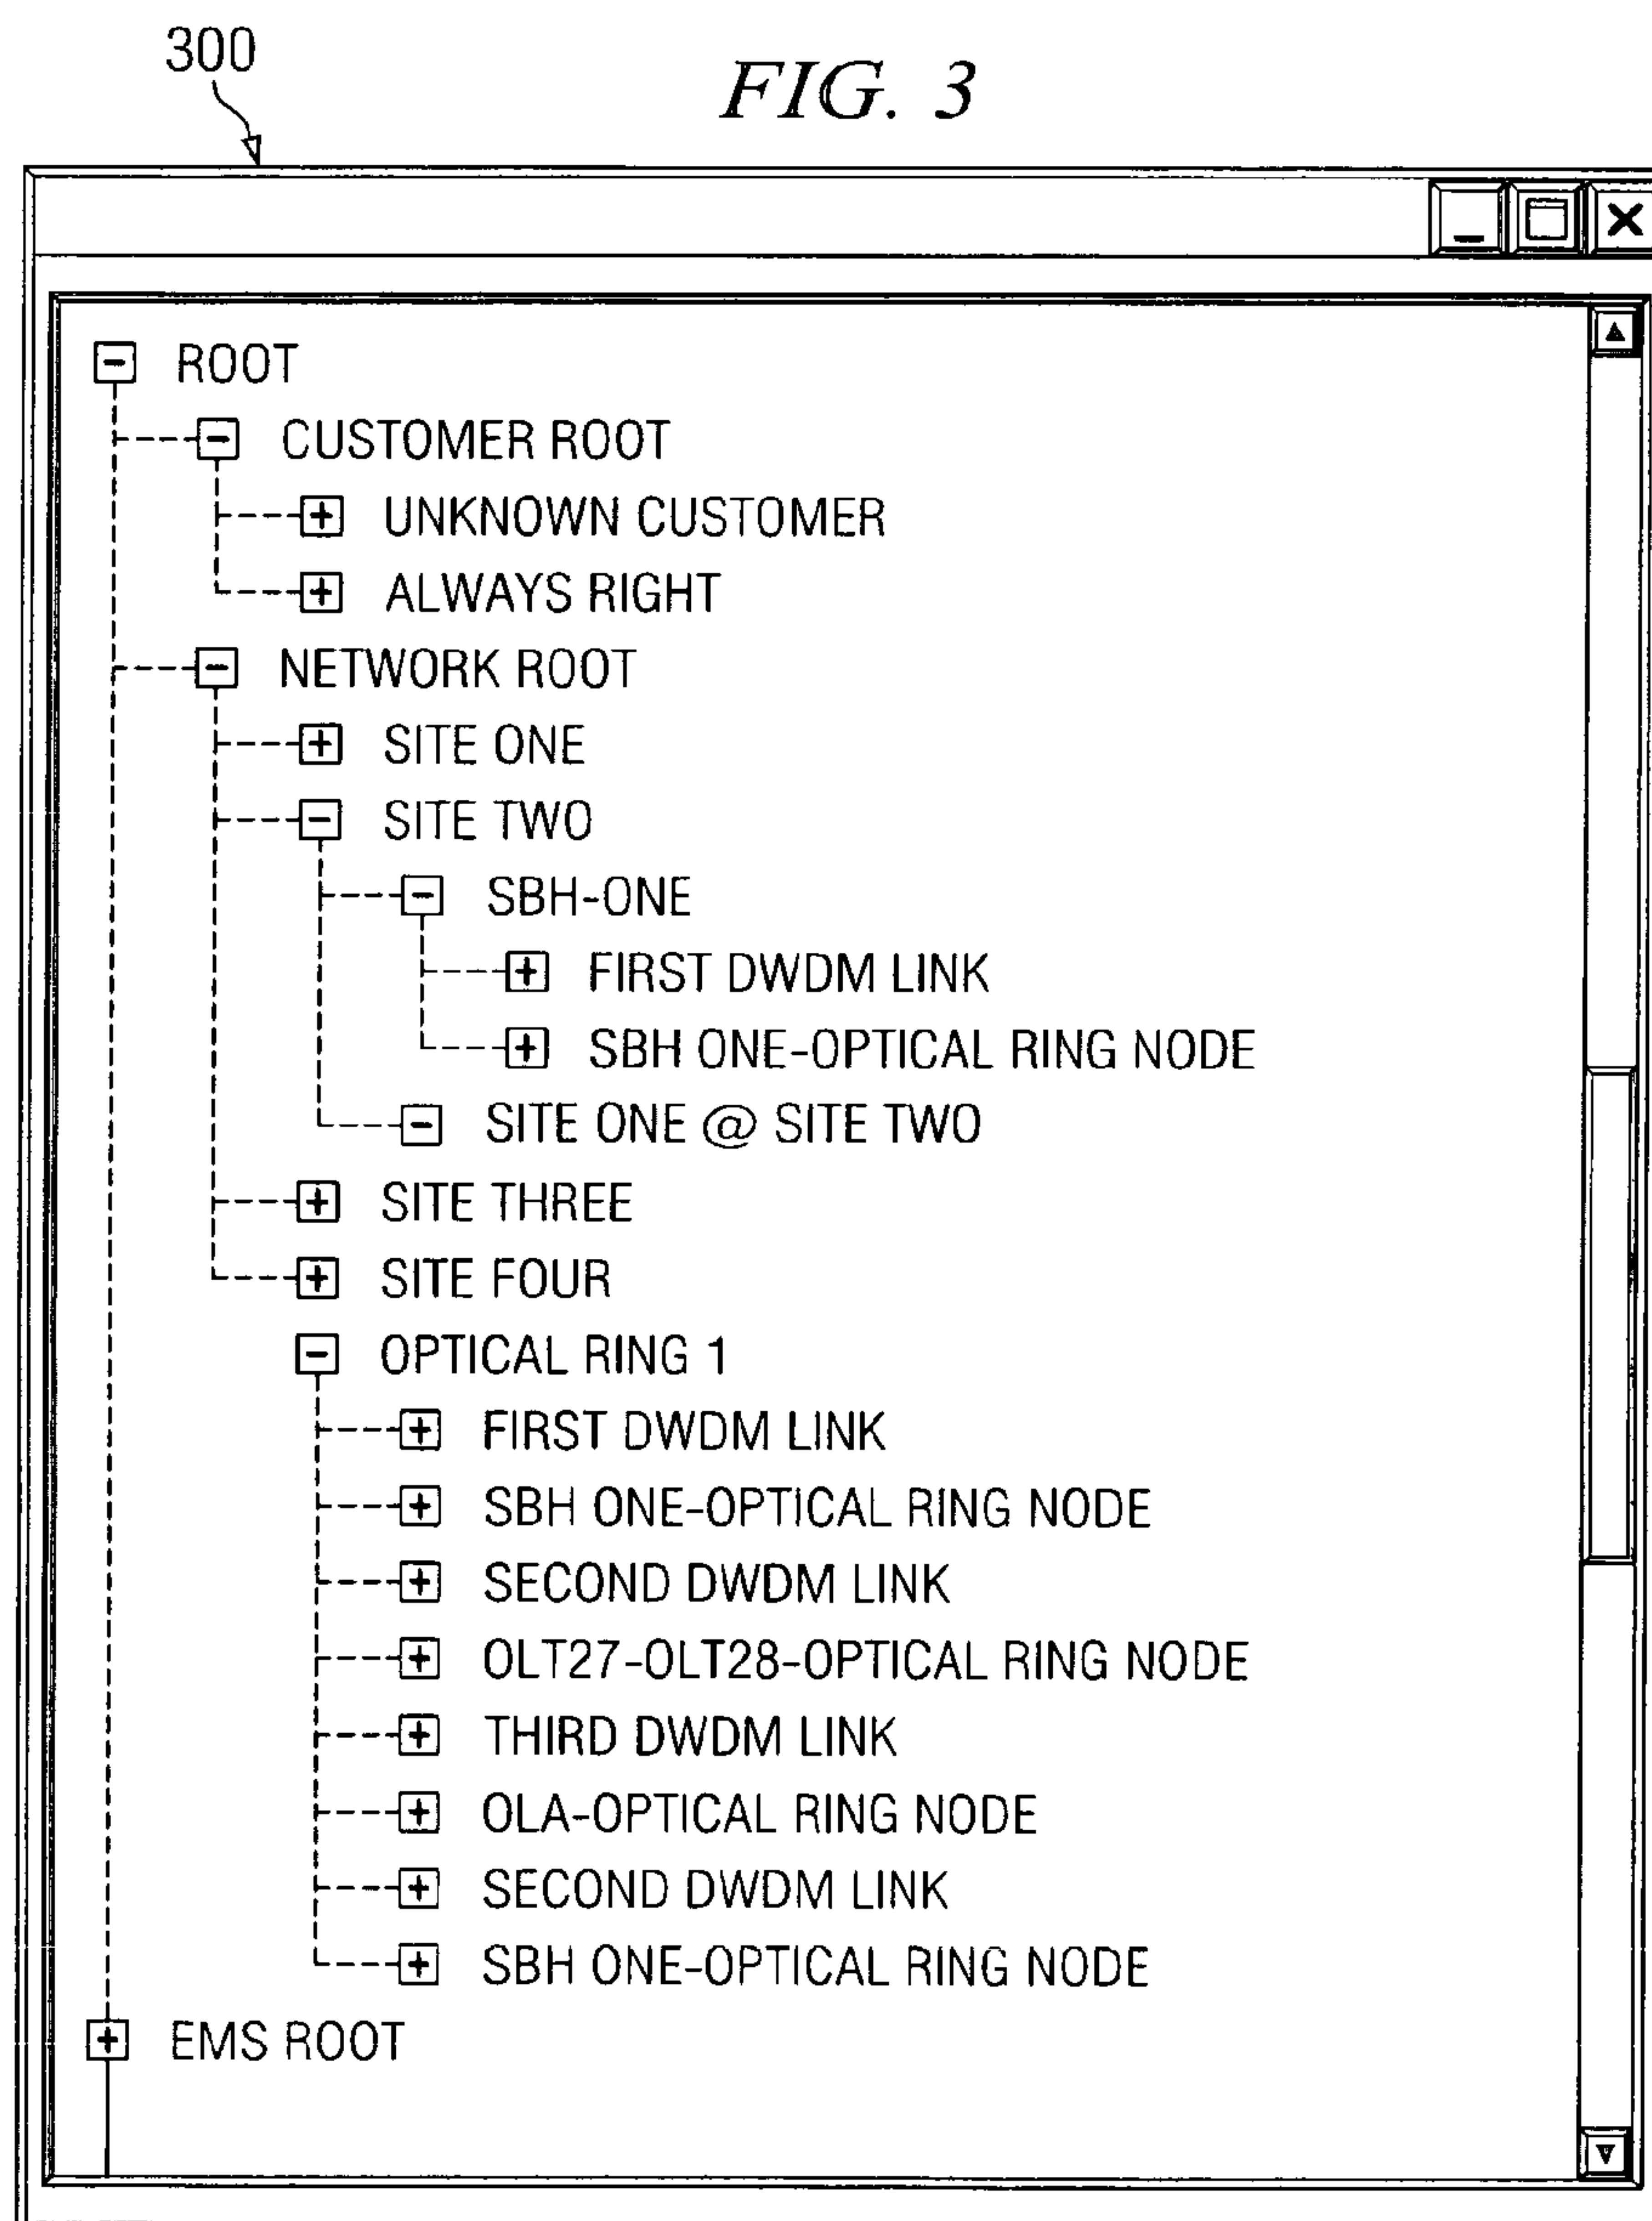 300
FIG. 3
ROOT
CUSTOMER ROOT
UNKNOWN CUSTOMER
ALWAYS RIGHT
NETWORK ROOT
SITE ONE
SITE TWO
SBH-ONE
FIRST DWDM LINK
SBH ONE-OPTICAL RING NODE
SITE ONE @ SITE TWO
SITE THREE
SITE FOUR
OPTICAL RING 1
FIRST DWDM LINK
SBH ONE-OPTICAL RING NODE
SECOND DWDM LINK
OLT27-OLT28-OPTICAL RING NODE
THIRD DWDM LINK
OLA-OPTICAL RING NODE
SECOND DWDM LINK
SBH ONE-OPTICAL RING NODE
EMS ROOT